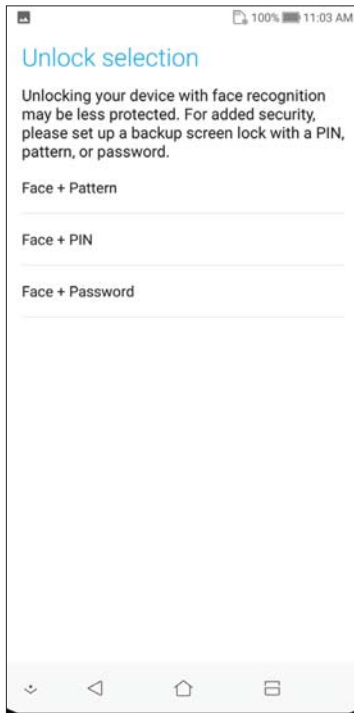 100% 11:03 AM
Unlock selection
Unlocking your device with face recognition
may be less protected. For added security,
please set up a backup screen lock with a PIN,
pattern, or password.
Face + Pattern
Face + PIN
Face + Password